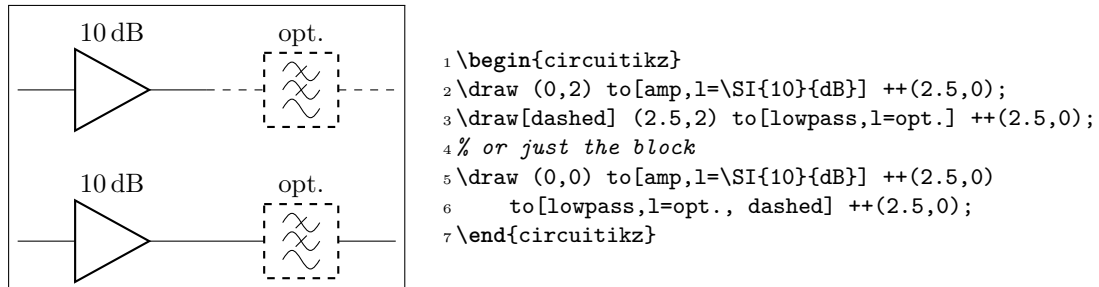 10 dB
opt.
10 dB
opt.
1 \begin{circuitikz}
2 \draw (0,2) to[amp,l=\SI{10}{dB}] ++(2.5,0);
3 \draw[dashed] (2.5,2) to[lowpass,l=opt.] ++(2.5,0);
4 % or just the block
5 \draw (0,0) to[amp,l=\SI{10}{dB}] ++(2.5,0)
6     to[lowpass,l=opt., dashed] ++(2.5,0);
7 \end{circuitikz}